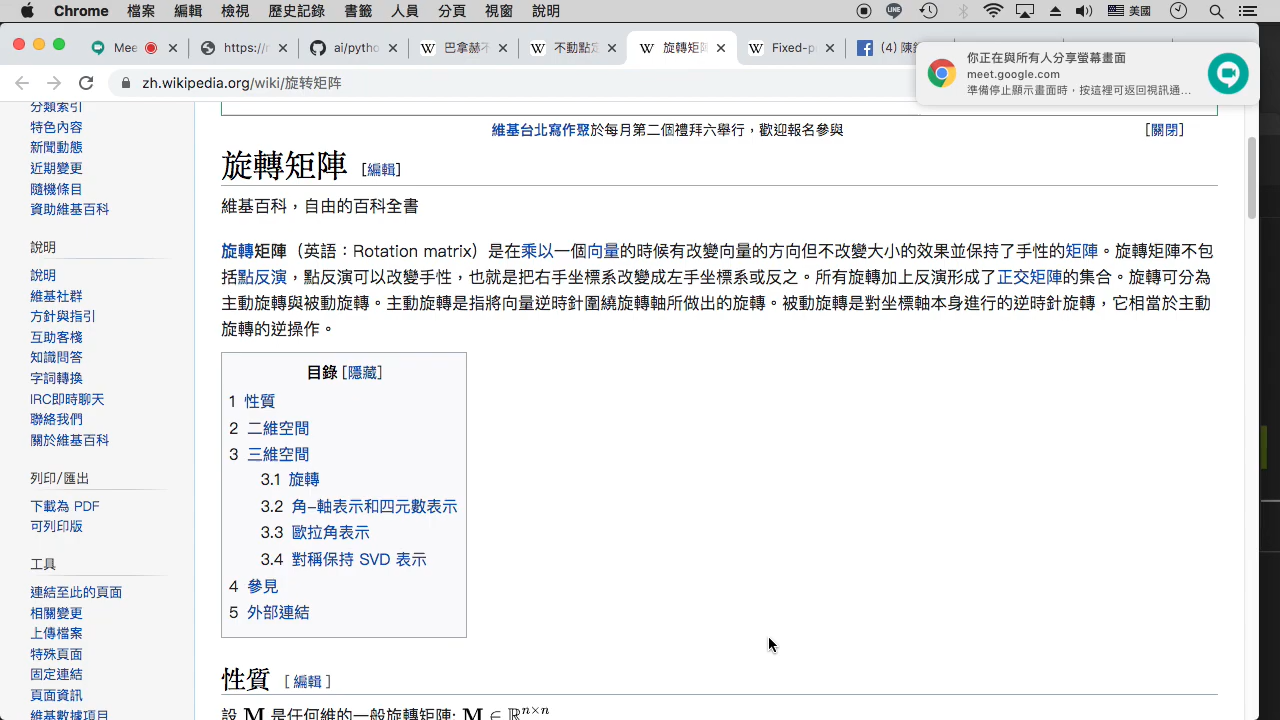 Chrome 檔案 編輯 檢視 歷史記錄 書籤 人員 分頁 視窗 說明 LINE 美國
Mee https://r ai/pytho 巴拿赫不 不動點定 旋轉矩陣 Fixed-p (4) 陳
zh.wikipedia.org/wiki/旋转矩阵
你正在與所有人分享螢幕畫面
meet.google.com
準備停止顯示畫面時，按這裡可返回視訊通...
分類索引
特色內容
新聞動態
近期變更
隨機條目
資助維基百科
說明
說明
維基社群
方針與指引
互助客棧
知識問答
字詞轉換
IRC即時聊天
聯絡我們
關於維基百科
列印/匯出
下載為 PDF
可列印版
工具
連結至此的頁面
相關變更
上傳檔案
特殊頁面
固定連結
頁面資訊
維基數據項目
維基台北寫作聚於每月第二個禮拜六舉行，歡迎報名參與 [關閉]
旋轉矩陣 [編輯]
維基百科，自由的百科全書
旋轉矩陣（英語：Rotation matrix）是在乘以一個向量的時候有改變向量的方向但不改變大小的效果並保持了手性的矩陣。旋轉矩陣不包
括點反演，點反演可以改變手性，也就是把右手坐標系改變成左手坐標系或反之。所有旋轉加上反演形成了正交矩陣的集合。旋轉可分為
主動旋轉與被動旋轉。主動旋轉是指將向量逆時針圍繞旋轉軸所做出的旋轉。被動旋轉是對坐標軸本身進行的逆時針旋轉，它相當於主動
旋轉的逆操作。
目錄 [隱藏]
1 性質
2 二維空間
3 三維空間
3.1 旋轉
3.2 角-軸表示和四元數表示
3.3 歐拉角表示
3.4 對稱保持 SVD 表示
4 參見
5 外部連結
性質 [編輯]
設 M 是任何維的一般旋轉矩陣: M ∈ ℝⁿˣⁿ